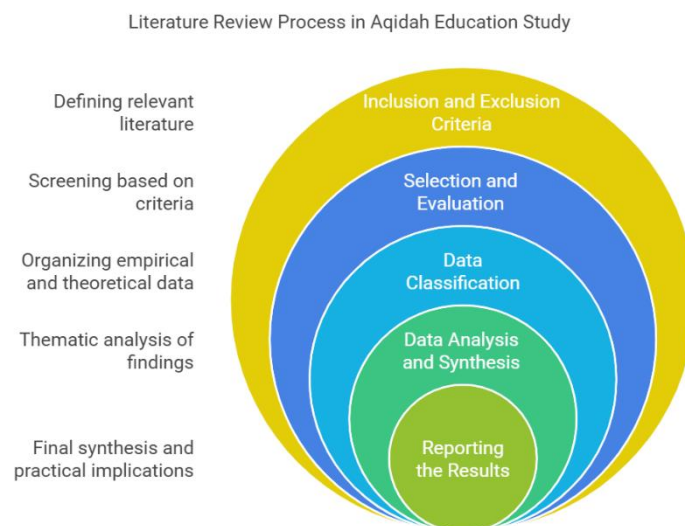 Literature Review Process in Aqidah Education Study
Defining relevant
literature
Inclusion and Exclusion
Criteria
Screening based on
criteria
Selection and
Evaluation
Organizing empirical
and theoretical data
Data
Classification
Thematic analysis of
findings
Data Analysis
and Synthesis
Final synthesis and
practical implications
Reporting
the Results